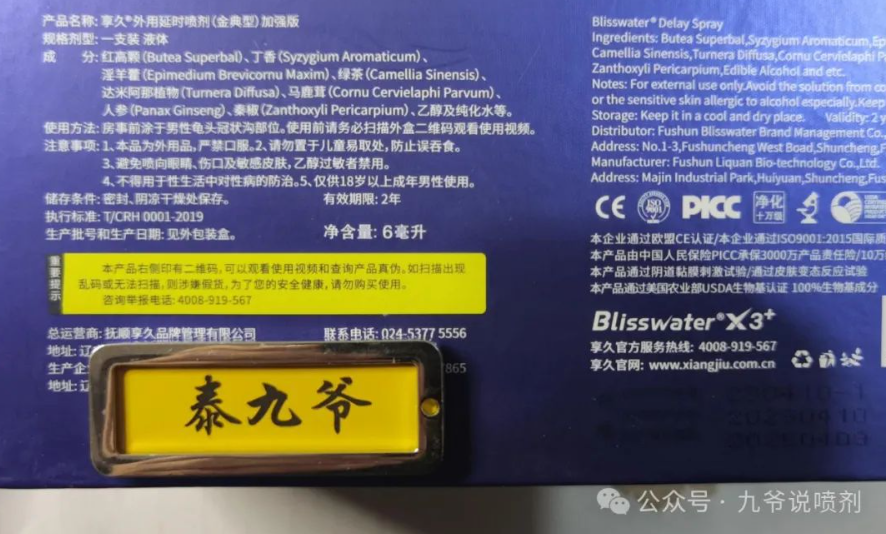 产品名称: 享久®外用延时喷剂(金典型)加强版
规格剂型: 一支装 液体
成 分: 红高颗(Butea Superbal)、丁香(Syzygium Aromaticum)、
淫羊藿(Epimedium Brevicornu Maxim)、绿茶(Camellia Sinensis)、
达米阿那植物(Turnera Diffusa)、马鹿茸(Cornu Cervielaphi Parvum)、
人参(Panax Ginseng)、秦椒(Zanthoxyli Pericarpium)、乙醇及纯化水等。
使用方法: 房事前涂于男性龟头冠状沟部位。使用前请务必扫描外盒二维码观看使用视频。
注意事项: 1、本品为外用品,严禁口服。2、请勿置于儿童易取处,防止误吞食。
3、避免喷向眼睛、伤口及敏感皮肤,乙醇过敏者禁用。
4、不得用于性生活中对性病的防治。5、仅供18岁以上成年男性使用。
储存条件: 密封、阴凉干燥处保存。 有效期限: 2年
执行标准: T/CRH 0001-2019
生产批号和生产日期: 见外包装盒。 净含量: 6毫升
重要提示
本产品右侧印有二维码,可以观看使用视频和查询产品真伪。如扫描出现
乱码或无法扫描,则涉嫌假货,为了您的安全健康,请勿购买使用。
咨询举报电话: 4008-919-567
总运营商: 抚顺享久品牌管理有限公司 联系电话: 024-5377 5556
地址: 辽
生产企
7865
地址: 辽
泰九爷
Blisswater® Delay Spray
Ingredients: Butea Superbal,Syzygium Aromaticum,Ep
Camellia Sinensis,Turnera Diffusa,Cornu Cervielaphi P
Zanthoxyli Pericarpium,Edible Alcohol and etc.
Notes: For external use only.Avoid the solution from co
or the sensitive skin allergic to alcohol especially.Keep
Storage: Keep it in a cool and dry place. Validity: 2 y
Distributor: Fushun Blisswater Brand Management Co.
Address: No.1-3,Fushuncheng West Boad,Shuncheng,F
Manufacturer: Fushun Liquan Bio-technology Co.,Ltd.
Address: Majin Industrial Park,Huiyuan,Shuncheng,Fus
CE ISO 9001 PICC 净化 十万级
本企业通过欧盟CE认证/本企业通过ISO9001:2015国际质
本产品由中国人民保险PICC承保3000万产品责任险/10万
本产品通过阴道黏膜刺激试验/通过皮肤变态反应试验
本产品通过美国农业部USDA生物基认证 100%生物基成分
Blisswater®X3+
享久官方服务热线: 4008-919-567
享久官网: www.xiangjiu.com.cn
20250410
公众号·九爷说喷剂